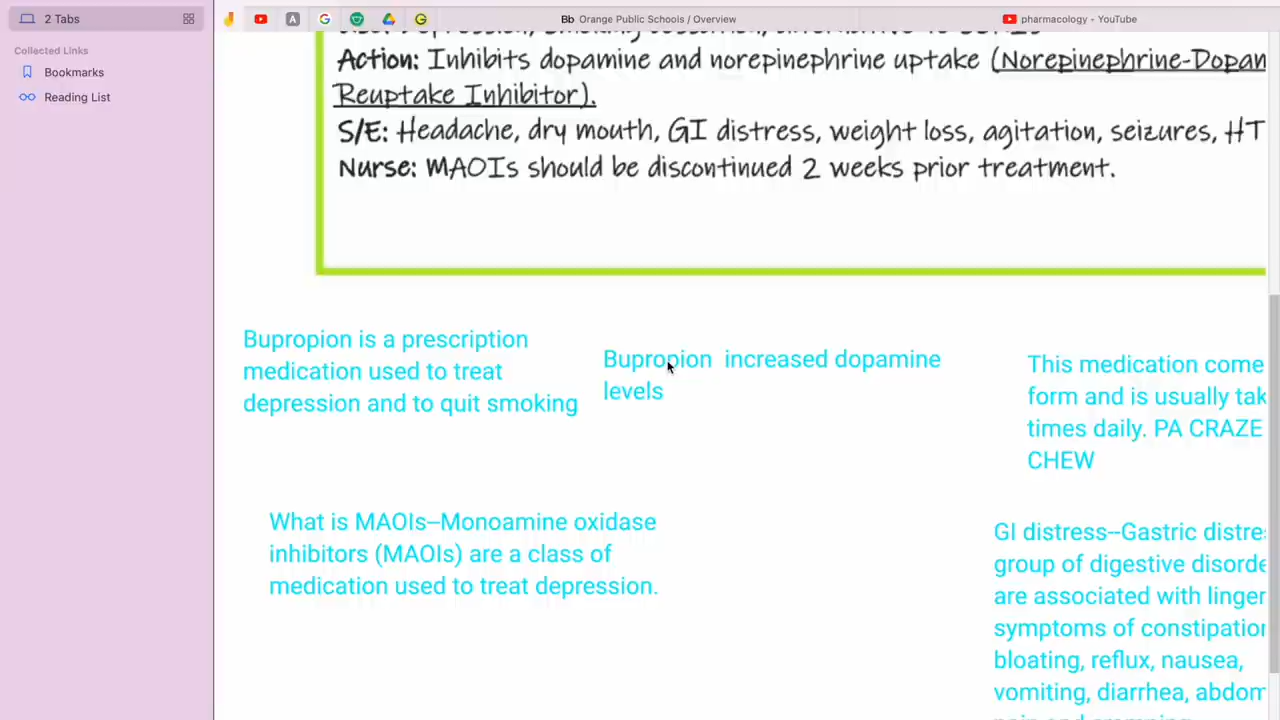 2 Tabs
Collected Links
Bookmarks
Reading List
A
G
G
Bb Orange Public Schools / Overview
pharmacology - YouTube
Action: Inhibits dopamine and norepinephrine uptake (Norepinephrine-Dopan
Reuptake Inhibitor).
S/E: Headache, dry mouth, GI distress, weight loss, agitation, seizures, HT
Nurse: MAOIs should be discontinued 2 weeks prior treatment.
Bupropion is a prescription
medication used to treat
depression and to quit smoking
Bupropion increased dopamine
levels
This medication come
form and is usually tak
times daily. PA CRAZE
CHEW
What is MAOIs--Monoamine oxidase
inhibitors (MAOIs) are a class of
medication used to treat depression.
GI distress--Gastric distre
group of digestive disorde
are associated with linger
symptoms of constipation
bloating, reflux, nausea,
vomiting, diarrhea, abdom